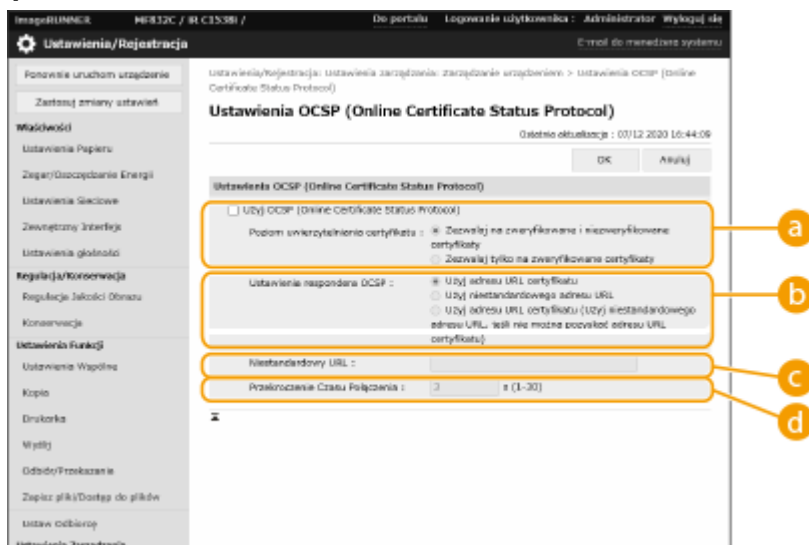 imageRUNNER MF832C / iR C1538i / Do portalu Logowanie użytkownika : Administrator Wyloguj się
Ustawienia/Rejestracja E-mail do menedżera systemu
Ponownie uruchom urządzenie
Zastosuj zmiany ustawień
Właściwości
Ustawienia Papieru
Zegar/Oszczędzanie Energii
Ustawienia Sieciowe
Zewnętrzny Interfejs
Ustawienia głośności
Regulacja/Konserwacja
Regulacje Jakości Obrazu
Konserwacja
Ustawienia Funkcji
Ustawienia Wspólne
Kopia
Drukarka
Wyślij
Odbiór/Przekazanie
Zapisz pliki/Dostęp do plików
Ustaw Odbiorcę
Ustawienia Zarządzania
Ustawienia/Rejestracja: Ustawienia zarządzania: Zarządzanie urządzeniem > Ustawienia OCSP (Online
Certificate Status Protocol)
Ustawienia OCSP (Online Certificate Status Protocol)
Ostatnia aktualizacja : 07/12 2020 16:44:09
OK Anuluj
Ustawienia OCSP (Online Certificate Status Protocol)
Użyj OCSP (Online Certificate Status Protocol)
Poziom uwierzytelnienia certyfikatu : Zezwalaj na zweryfikowane i niezweryfikowane
certyfikaty
Zezwalaj tylko na zweryfikowane certyfikaty
a
Ustawienia respondera OCSP : Użyj adresu URL certyfikatu
Użyj niestandardowego adresu URL
Użyj adresu URL certyfikatu (Użyj niestandardowego
adresu URL, jeśli nie można pozyskać adresu URL
certyfikatu)
b
Niestandardowy URL :
c
Przekroczenie Czasu Połączenia : 3 s (1-30)
d